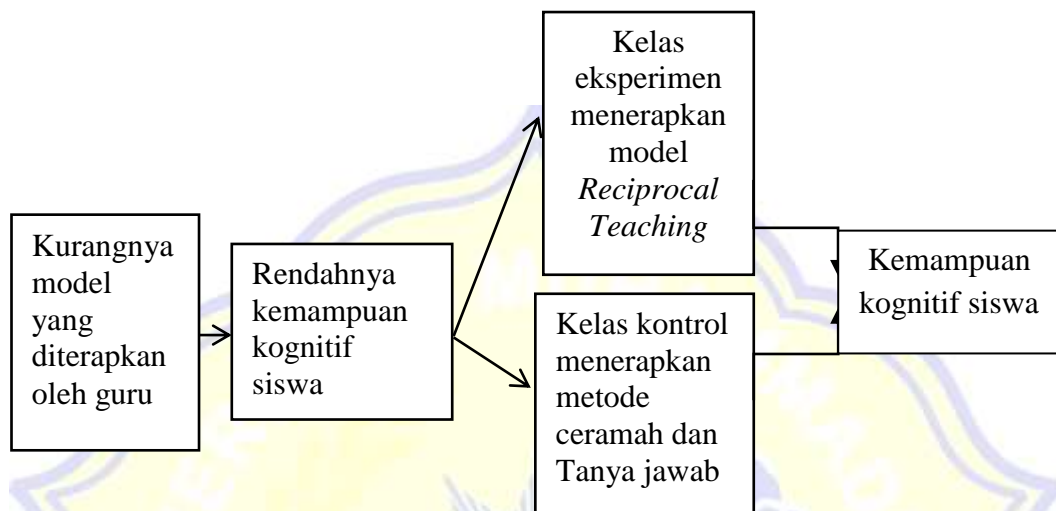 Kurangnya
model
yang
diterapkan
oleh guru
Rendahnya
kemampuan
kognitif
siswa
Kelas
eksperimen
menerapkan
model
Reciprocal
Teaching
Kelas kontrol
menerapkan
metode
ceramah dan
Tanya jawab
Kemampuan
kognitif siswa